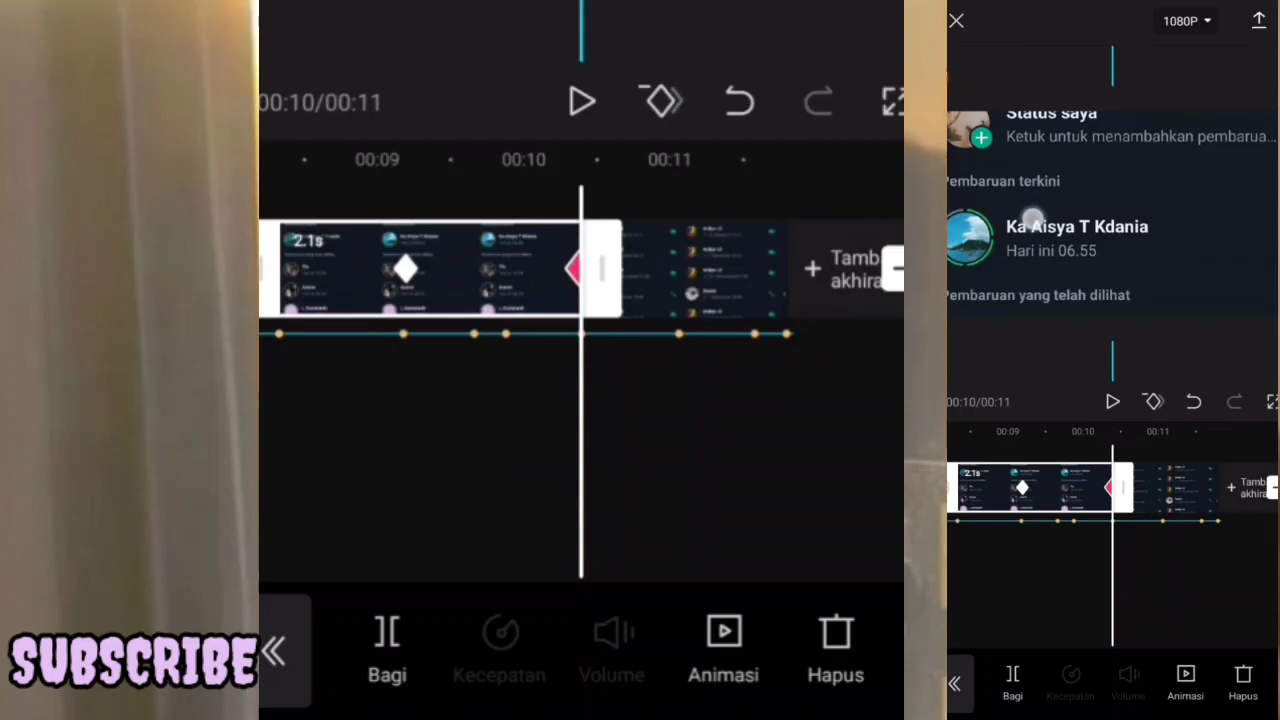 00:10/00:11
00:09
00:10
00:11
2.1s
+ Tamb
akhira
Bagi
Kecepatan
Volume
Animasi
Hapus
SUBSCRIBE
1080P
Status saya
Ketuk untuk menambahkan pembarua...
Pembaruan terkini
Ka Aisya T Kdania
Hari ini 06.55
Pembaruan yang telah dilihat
00:10/00:11
00:09
00:10
00:11
2.1s
+ Tamb
akhira
Bagi
Kecepatan
Volume
Animasi
Hapus